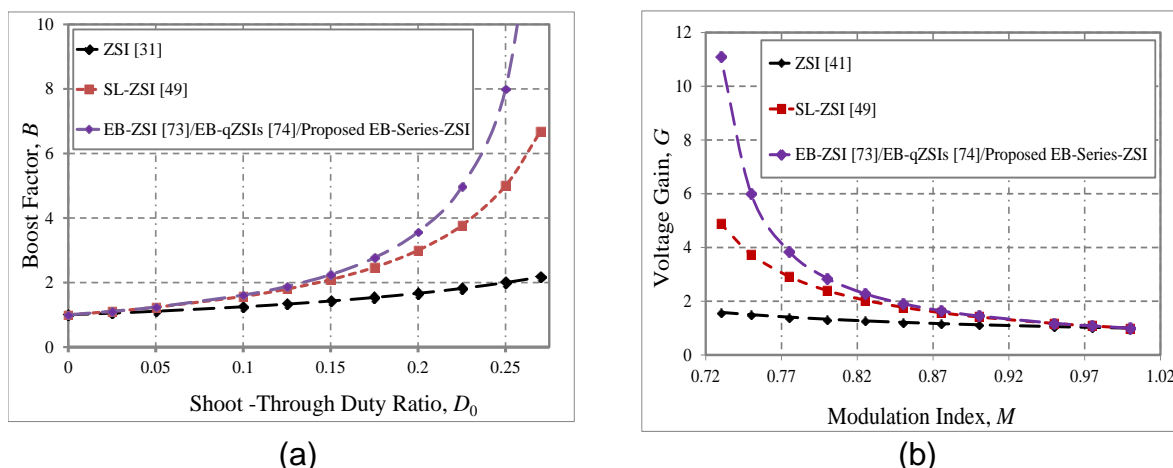 10
8
6
4
2
0
Boost Factor, B
ZSI [31]
SL-ZSI [49]
EB-ZSI [73]/EB-qZSIs [74]/Proposed EB-Series-ZSI
0 0.05 0.1 0.15 0.2 0.25
Shoot -Through Duty Ratio, D0
(a)
12
10
8
6
4
2
0
Voltage Gain, G
ZSI [41]
SL-ZSI [49]
EB-ZSI [73]/EB-qZSIs [74]/Proposed EB-Series-ZSI
0.72 0.77 0.82 0.87 0.92 0.97 1.02
Modulation Index, M
(b)